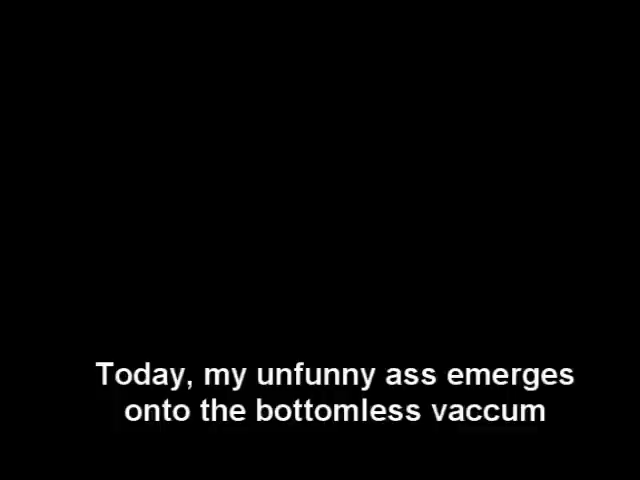 Today, my unfunny ass emerges
onto the bottomless vaccum